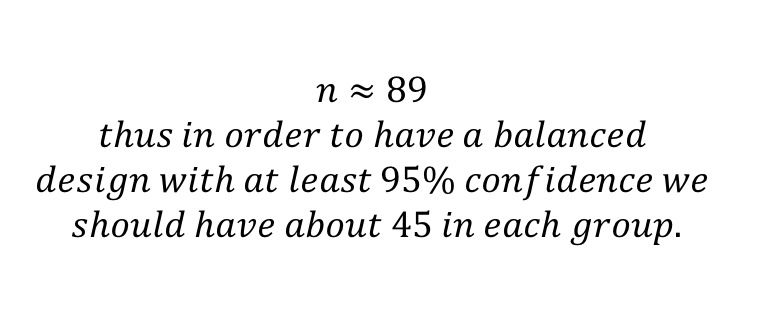 n ≈ 89
thus in order to have a balanced
design with at least 95% confidence we
should have about 45 in each group.